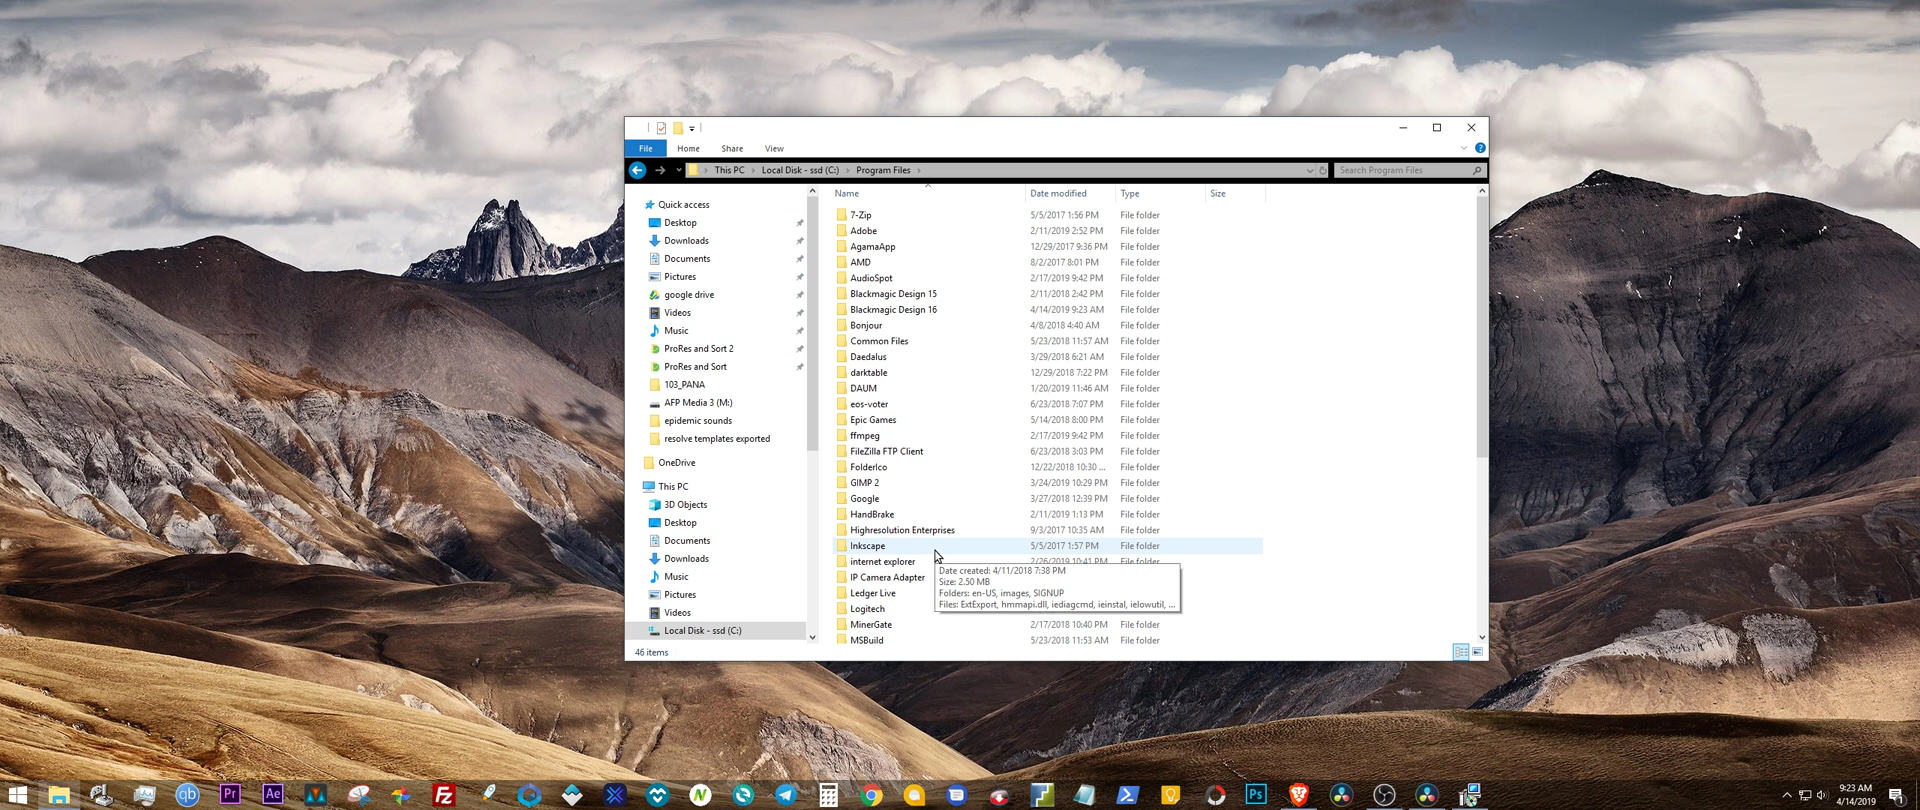 File Home Share View
This PC > Local Disk - ssd (C:) > Program Files >
Search Program Files
Name Date modified Type Size
Quick access
Desktop
Downloads
Documents
Pictures
google drive
Videos
Music
ProRes and Sort 2
ProRes and Sort
103_PANA
AFP Media 3 (M:)
epidemic sounds
resolve templates exported
OneDrive
This PC
3D Objects
Desktop
Documents
Downloads
Music
Pictures
Videos
Local Disk - ssd (C:)
7-Zip 5/5/2017 1:56 PM File folder
Adobe 2/11/2019 2:52 PM File folder
AgamaApp 12/29/2017 9:36 PM File folder
AMD 8/2/2017 8:01 PM File folder
AudioSpot 2/17/2019 9:42 PM File folder
Blackmagic Design 15 2/11/2018 2:42 PM File folder
Blackmagic Design 16 4/14/2019 9:23 AM File folder
Bonjour 4/8/2018 4:40 AM File folder
Common Files 5/23/2018 11:57 AM File folder
Daedalus 3/29/2018 6:21 AM File folder
darktable 12/29/2018 7:22 PM File folder
DAUM 1/20/2019 11:46 AM File folder
eos-voter 6/23/2018 7:07 PM File folder
Epic Games 5/14/2018 8:00 PM File folder
ffmpeg 2/17/2019 9:42 PM File folder
FileZilla FTP Client 6/23/2018 3:03 PM File folder
FolderIco 12/22/2018 10:30 ... File folder
GIMP 2 3/24/2019 10:29 PM File folder
Google 3/27/2018 12:39 PM File folder
HandBrake 2/11/2019 1:13 PM File folder
Highresolution Enterprises 9/3/2017 10:35 AM File folder
Inkscape 5/5/2017 1:57 PM File folder
internet explorer 2/26/2019 10:41 PM File folder
IP Camera Adapter
Ledger Live
Logitech
MinerGate 2/17/2018 10:40 PM File folder
MSBuild 5/23/2018 11:53 AM File folder
Date created: 4/11/2018 7:38 PM
Size: 2.50 MB
Folders: en-US, images, SIGNUP
Files: ExtExport, hmmapi.dll, iediagcmd, ieinstal, ielowutil, ...
46 items
qb Pr Ae Fz Ps
9:23 AM
4/14/2019